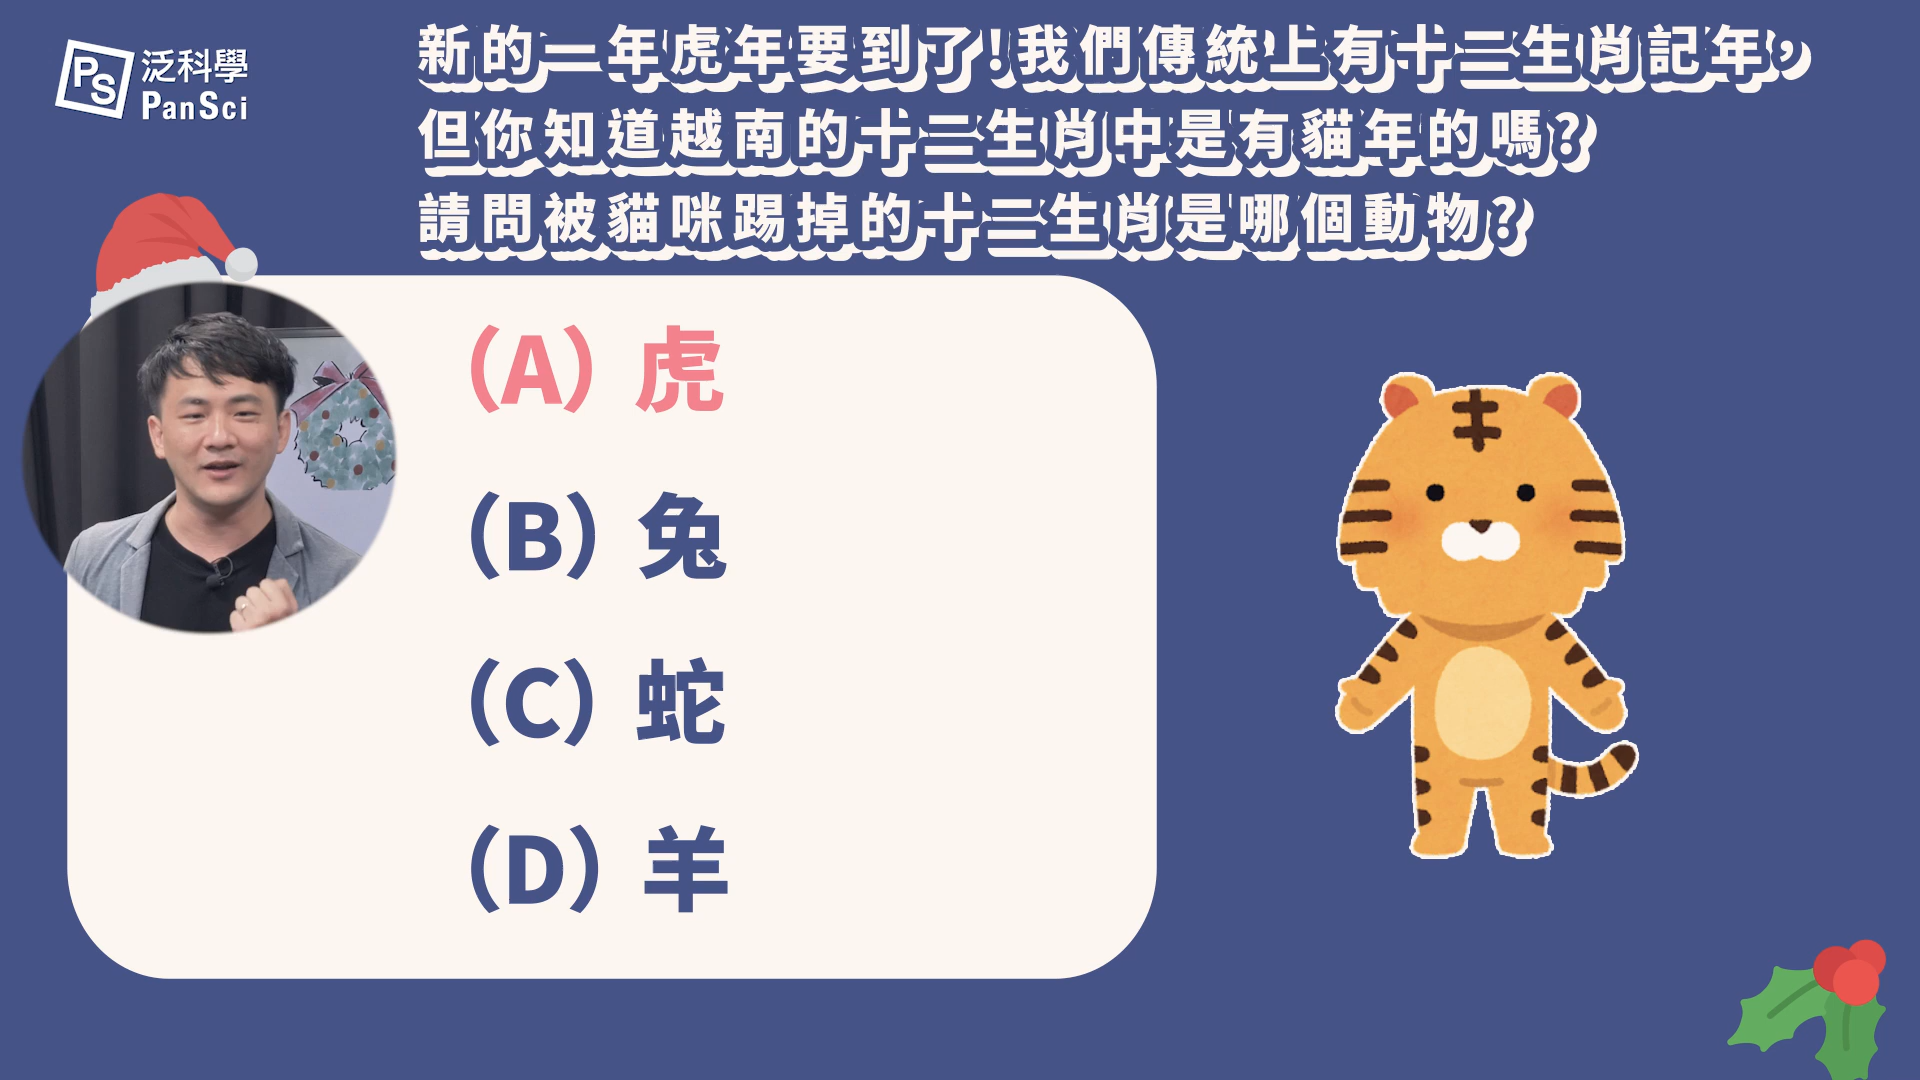 PS
泛科學
PanSci
新的一年虎年要到了!我們傳統上有十二生肖記年,
但你知道越南的十二生肖中是有貓年的嗎?
請問被貓咪踢掉的十二生肖是哪個動物?
(A) 虎
(B) 兔
(C) 蛇
(D) 羊